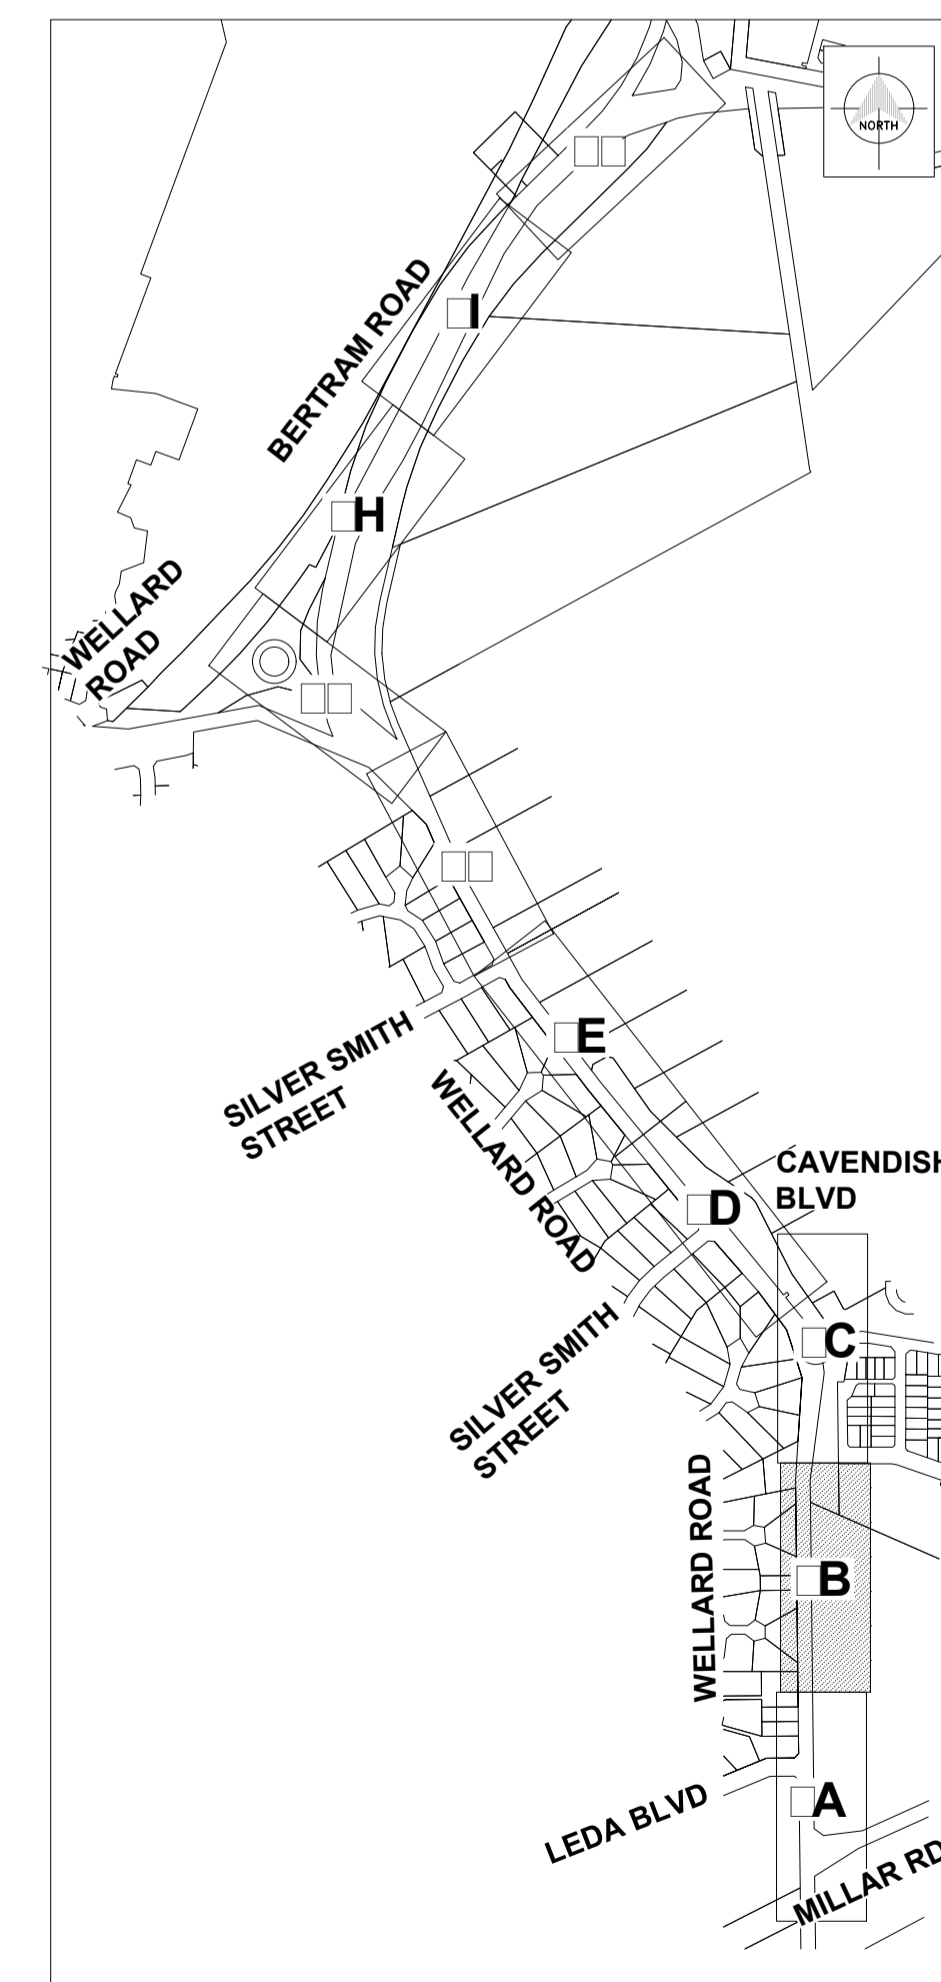 NORTH
BERTRAM ROAD
I
H
WELLARD
ROAD
E
SILVER SMITH
STREET
WELLARD ROAD
CAVENDISH
BLVD
D
C
SILVER SMITH
STREET
WELLARD ROAD
B
A
LEDA BLVD
MILLAR RD